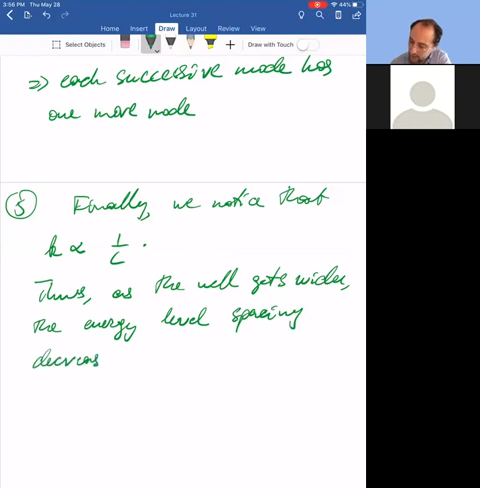 3:56 PM Thu May 28
44%
Lecture 31
Home Insert Draw Layout Review View
Select Objects
Draw with Touch
=> each successive mode has
one more node
5 Finally, we notice that
k ∝ 1/L .
Thus, as the well gets wider,
the energy level spacing
decreas